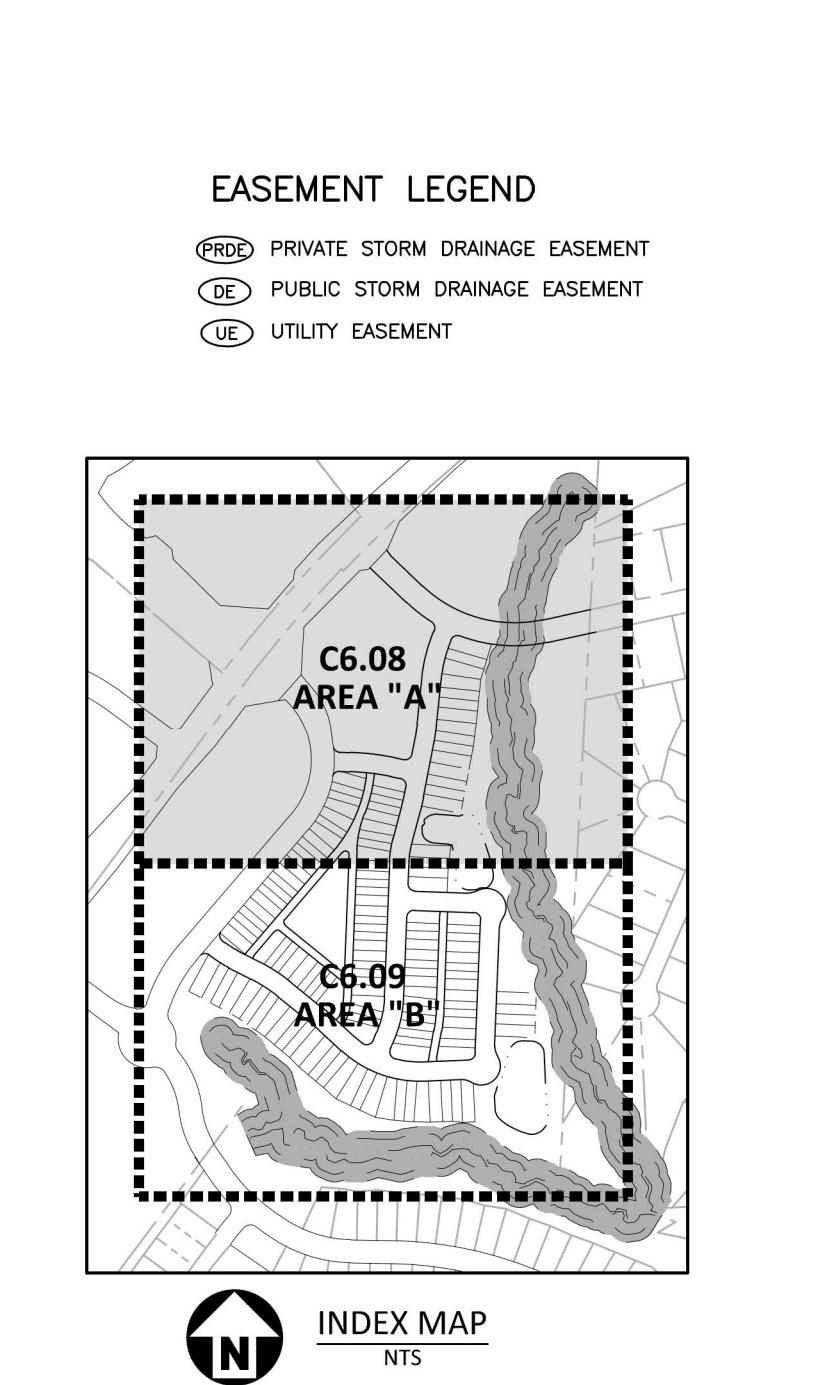 EASEMENT LEGEND
PRDE PRIVATE STORM DRAINAGE EASEMENT
DE PUBLIC STORM DRAINAGE EASEMENT
UE UTILITY EASEMENT
C6.08
AREA "A"
C6.09
AREA "B"
N
INDEX MAP
NTS